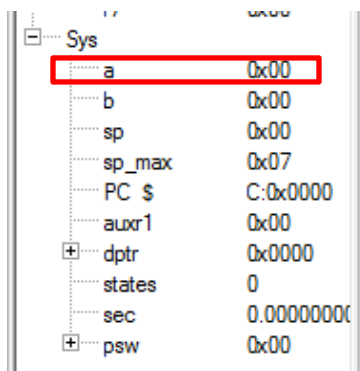 Sys
a 0x00
b 0x00
sp 0x00
sp_max 0x07
PC $ C:0x0000
auxr1 0x00
dptr 0x0000
states 0
sec 0.00000000
psw 0x00